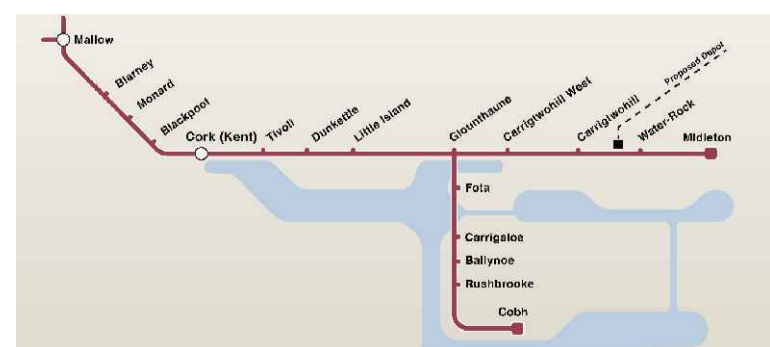 Mallow
Blarney
Monard
Blackpool
Cork (Kent)
Tivoli
Dunkettle
Little Island
Glounthaune
Carrigtwohill West
Carrigtwohill
Proposed Depot
Water-Rock
Midleton
Fota
Carrigaloe
Ballynoe
Rushbrooke
Cobh